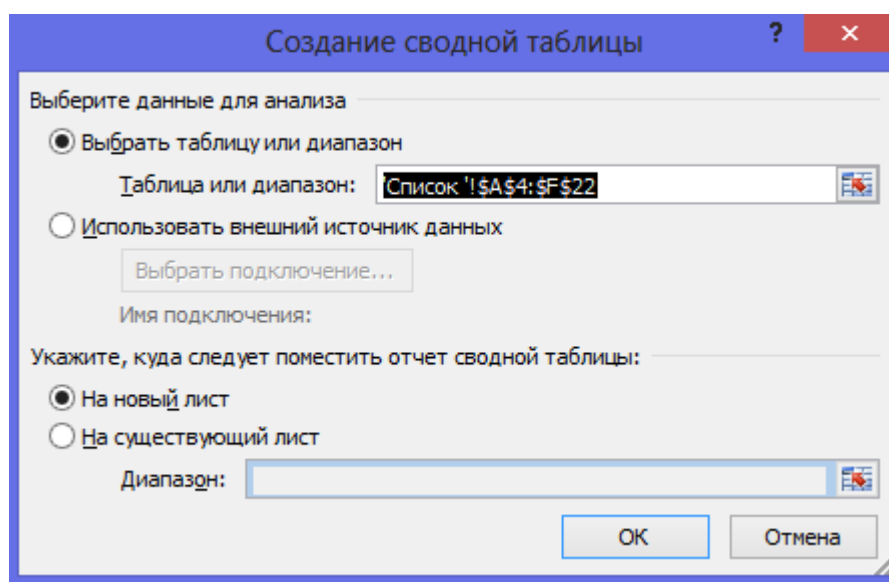 Создание сводной таблицы ? ×
Выберите данные для анализа
Выбрать таблицу или диапазон
Таблица или диапазон: 'Список '!$A$4:$F$22
Использовать внешний источник данных
Выбрать подключение...
Имя подключения:
Укажите, куда следует поместить отчет сводной таблицы:
На новый лист
На существующий лист
Диапазон:
ОК Отмена